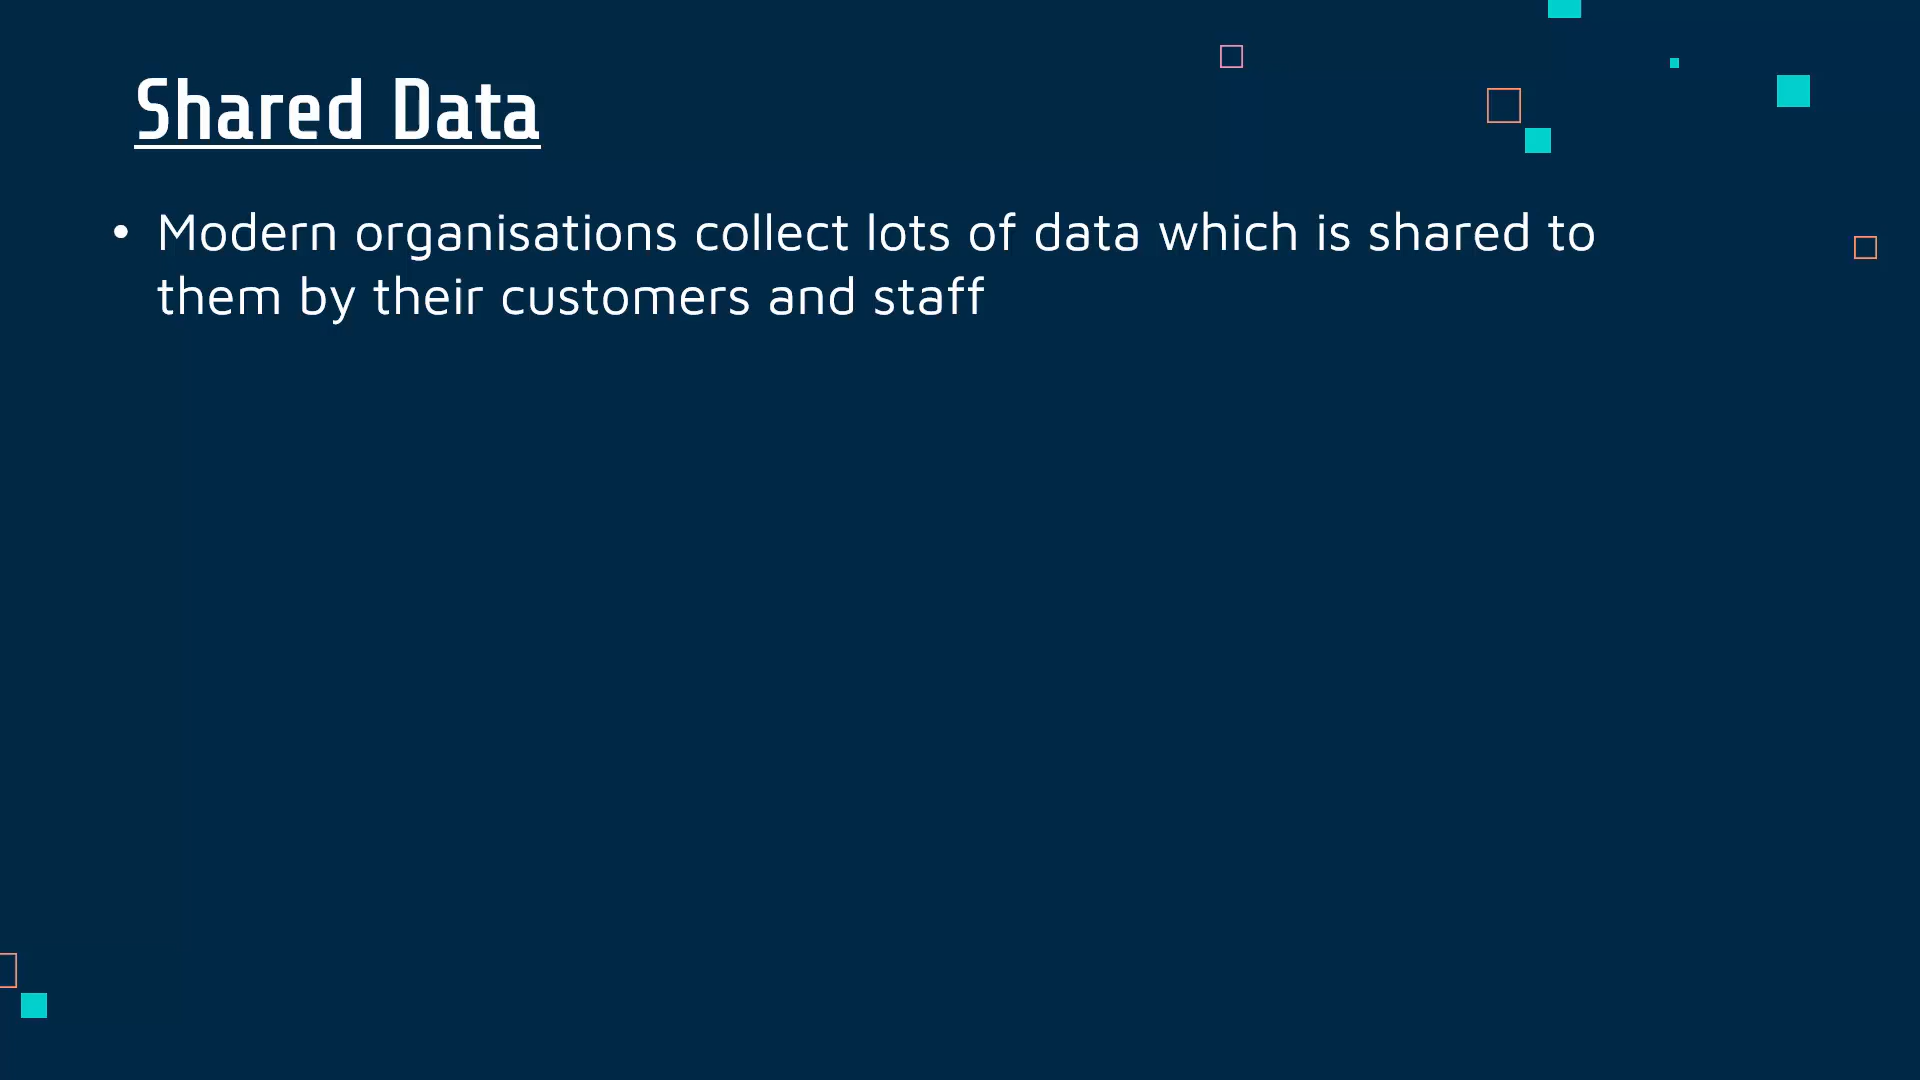 Shared Data
• Modern organisations collect lots of data which is shared to
them by their customers and staff